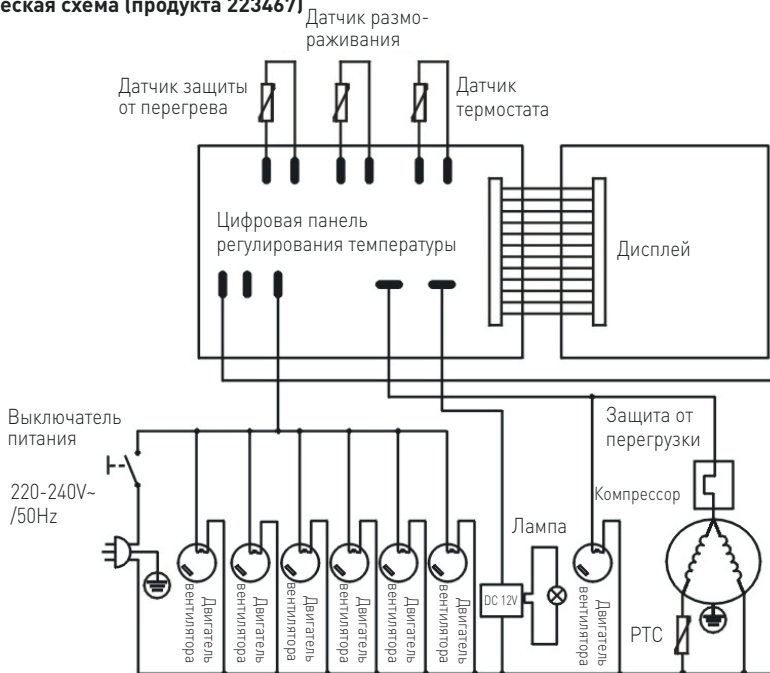 еская схема (продукта 223467)
Датчик размо-
раживания
Датчик защиты
от перегрева
Датчик
термостата
Цифровая панель
регулирования температуры
Дисплей
Выключатель
питания
220-240V~
/50Hz
Защита от
перегрузки
Компрессор
Лампа
DC 12V
Двигатель
вентилятора
Двигатель
вентилятора
Двигатель
вентилятора
Двигатель
вентилятора
Двигатель
вентилятора
Двигатель
вентилятора
Двигатель
вентилятора
PTC